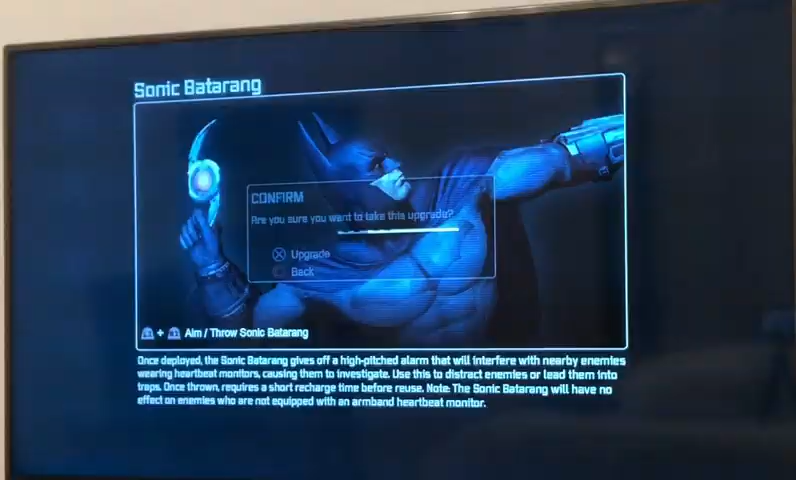 Sonic Batarang
CONFIRM
Are you sure you want to take this upgrade?
Upgrade
Back
+ Aim / Throw Sonic Batarang
Once deployed, the Sonic Batarang gives off a high-pitched alarm that will interfere with nearby enemies
wearing heartbeat monitors, causing them to investigate. Use this to distract enemies or lead them into
traps. Once thrown, requires a short recharge time before reuse. Note: The Sonic Batarang will have no
effect on enemies who are not equipped with an armband heartbeat monitor.